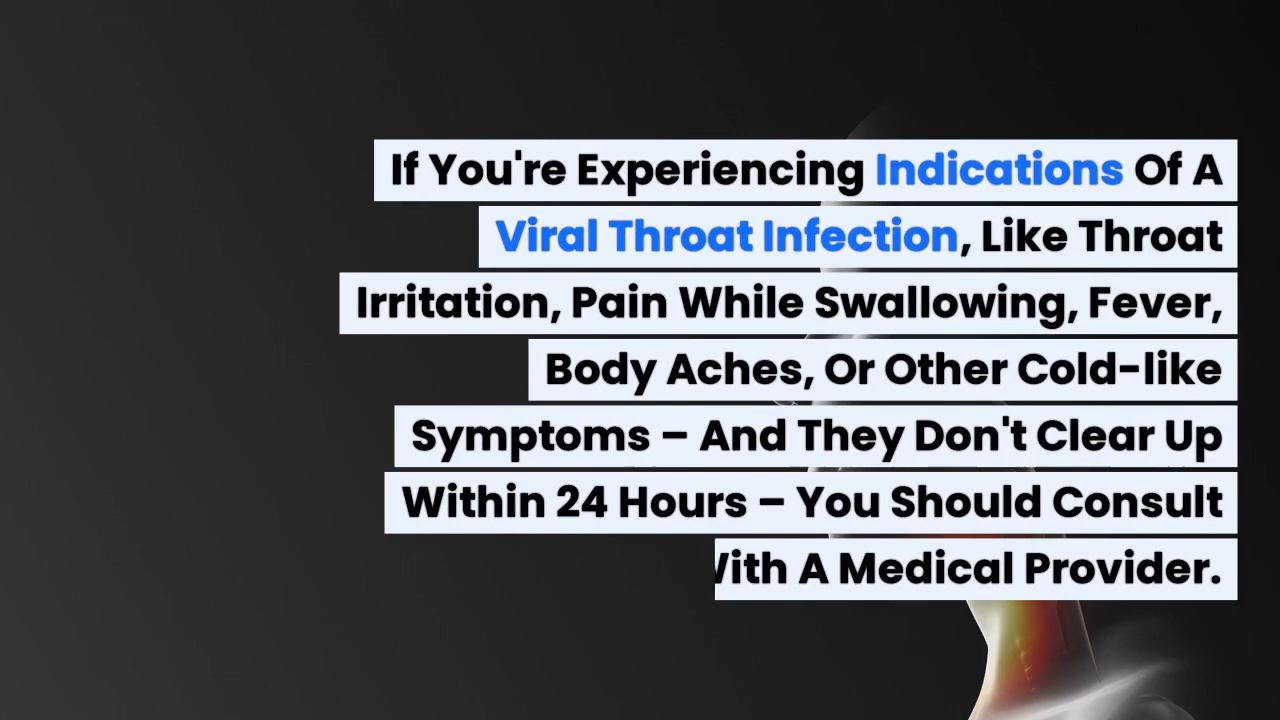 If You're Experiencing Indications Of A
Viral Throat Infection, Like Throat
Irritation, Pain While Swallowing, Fever,
Body Aches, Or Other Cold-like
Symptoms – And They Don't Clear Up
Within 24 Hours – You Should Consult
With A Medical Provider.